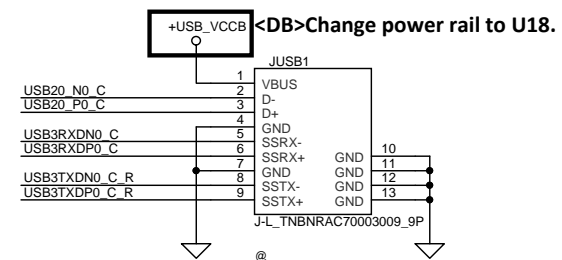 +USB_VCCB <DB>Change power rail to U18.
JUSB1
1 VBUS
USB20_N0_C 2 D-
USB20_P0_C 3 D+
4 GND
USB3RXDN0_C 5 SSRX-
USB3RXDP0_C 6 SSRX+ GND 10
7 GND GND 11
USB3TXDN0_C_R 8 SSTX- GND 12
USB3TXDP0_C_R 9 SSTX+ GND 13
J-L_TNBNRAC70003009_9P
@